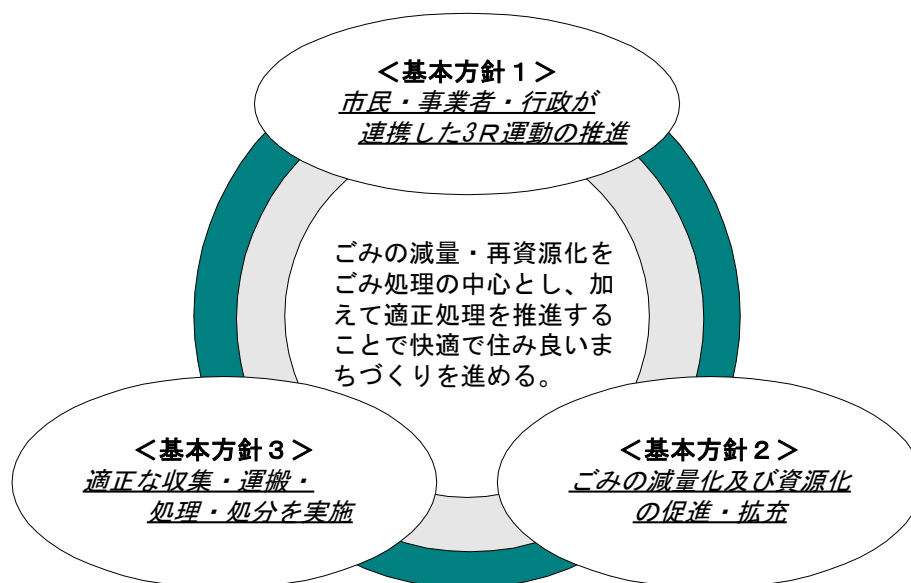 ＜基本方針１＞
市民・事業者・行政が
連携した3Ｒ運動の推進
ごみの減量・再資源化を
ごみ処理の中心とし、加
えて適正処理を推進する
ことで快適で住み良いま
ちづくりを進める。
＜基本方針３＞
適正な収集・運搬・
処理・処分を実施
＜基本方針２＞
ごみの減量化及び資源化
の促進・拡充